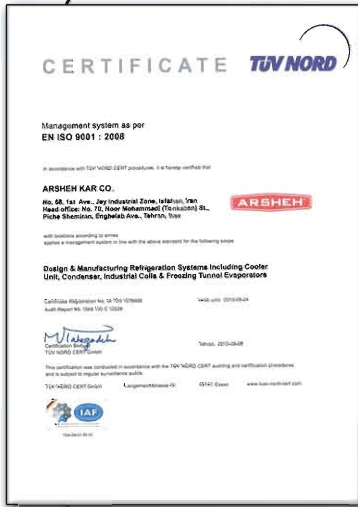 CERTIFICATE
TÜV NORD
Management system as per
EN ISO 9001 : 2008
In accordance with TÜV NORD CERT procedures, it is hereby certified that
ARSHEH KAR CO.
No. 68, 1st Ave., Jey Industrial Zone, Isfahan, Iran
Head office: No. 70, Noor Mohammadi (Tonkabon) St.,
Piche Shemiran, Enghelab Ave., Tehran, Iran
ARSHEH
with locations according to annex
applies a management system in line with the above standard for the following scope
Design & Manufacturing Refrigeration Systems Including Cooler
Unit, Condenser, Industrial Coils & Freezing Tunnel Evaporators
Certificate Registration No.
Audit Report No.
Valid until
Certification Body
TÜV NORD CERT GmbH
Tehran,
This certification was conducted in accordance with the TÜV NORD CERT auditing and certification procedures
and is subject to regular surveillance audits.
TÜV NORD CERT GmbH
Essen
www.tuev-nord-cert.com
IAF